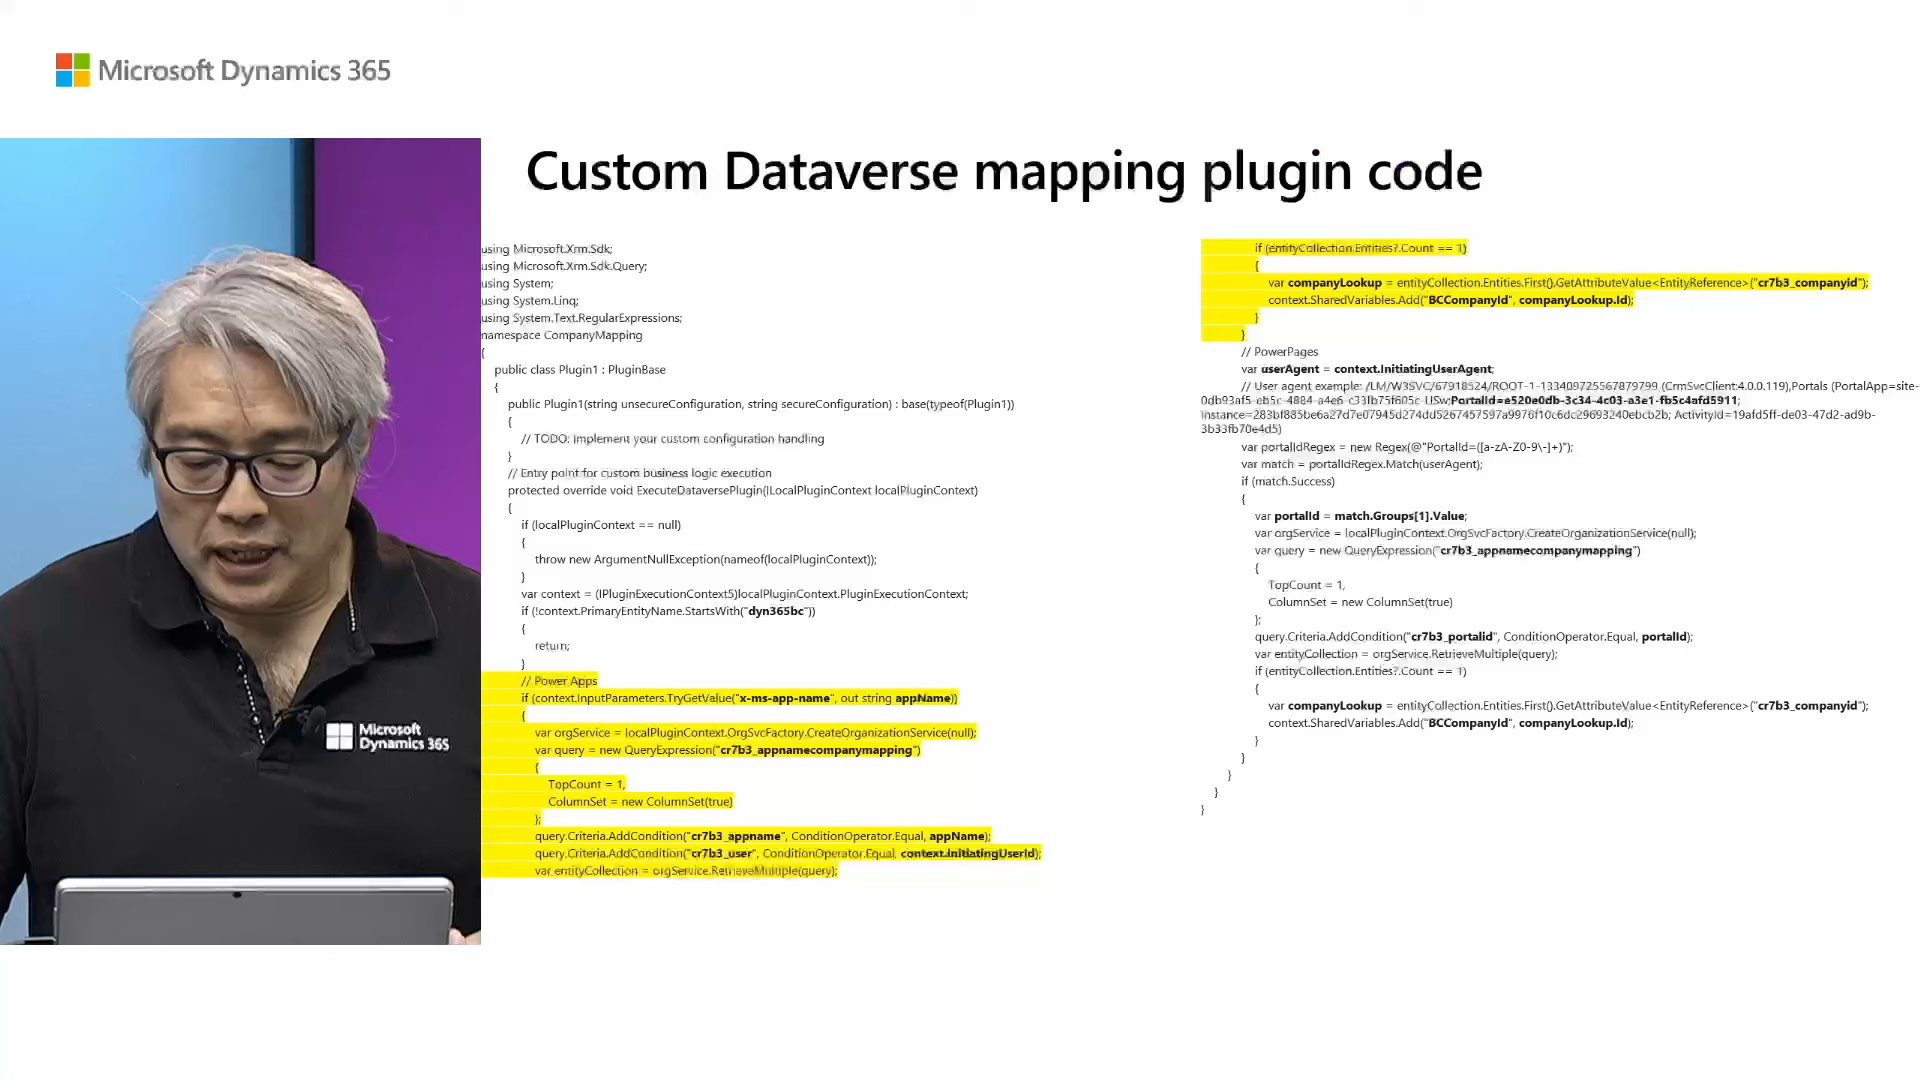 Microsoft Dynamics 365
Custom Dataverse mapping plugin code
using Microsoft.Xrm.Sdk;
using Microsoft.Xrm.Sdk.Query;
using System;
using System.Linq;
using System.Text.RegularExpressions;
namespace CompanyMapping
{
public class Plugin1 : PluginBase
{
public Plugin1(string unsecureConfiguration, string secureConfiguration) : base(typeof(Plugin1))
{
// TODO: Implement your custom configuration handling
}
// Entry point for custom business logic execution
protected override void ExecuteDataversePlugin(ILocalPluginContext localPluginContext)
{
if (localPluginContext == null)
{
throw new ArgumentNullException(nameof(localPluginContext));
}
var context = (IPluginExecutionContext5)localPluginContext.PluginExecutionContext;
if (!context.PrimaryEntityName.StartsWith("dyn365bc"))
{
return;
}
// Power Apps
if (context.InputParameters.TryGetValue("x-ms-app-name", out string appName))
{
var orgService = localPluginContext.OrgSvcFactory.CreateOrganizationService(null);
var query = new QueryExpression("cr7b3_appnamecompanymapping")
{
TopCount = 1,
ColumnSet = new ColumnSet(true)
};
query.Criteria.AddCondition("cr7b3_appname", ConditionOperator.Equal, appName);
query.Criteria.AddCondition("cr7b3_user", ConditionOperator.Equal, context.InitiatingUserId);
var entityCollection = orgService.RetrieveMultiple(query);
if (entityCollection.Entities?.Count == 1)
{
var companyLookup = entityCollection.Entities.First().GetAttributeValue<EntityReference>("cr7b3_companyid");
context.SharedVariables.Add("BCCompanyId", companyLookup.Id);
}
}
// PowerPages
var userAgent = context.InitiatingUserAgent;
// User agent example: /LM/W3SVC/67918524/ROOT-1-133409725567879799 (CrmSvcClient:4.0.0.119),Portals (PortalApp=site-
PortalId=e520e0db-3c34-4c03-a3e1-fb5c4afd5911;
ActivityId=19afd5ff-de03-47d2-ad9b-
3b33fb70e4d5)
var portalIdRegex = new Regex(@"PortalId=([a-zA-Z0-9\-]+)");
var match = portalIdRegex.Match(userAgent);
if (match.Success)
{
var portalId = match.Groups[1].Value;
var orgService = localPluginContext.OrgSvcFactory.CreateOrganizationService(null);
var query = new QueryExpression("cr7b3_appnamecompanymapping")
{
TopCount = 1,
ColumnSet = new ColumnSet(true)
};
query.Criteria.AddCondition("cr7b3_portalid", ConditionOperator.Equal, portalId);
var entityCollection = orgService.RetrieveMultiple(query);
if (entityCollection.Entities?.Count == 1)
{
var companyLookup = entityCollection.Entities.First().GetAttributeValue<EntityReference>("cr7b3_companyid");
context.SharedVariables.Add("BCCompanyId", companyLookup.Id);
}
}
}
}
}
Microsoft
Dynamics 365